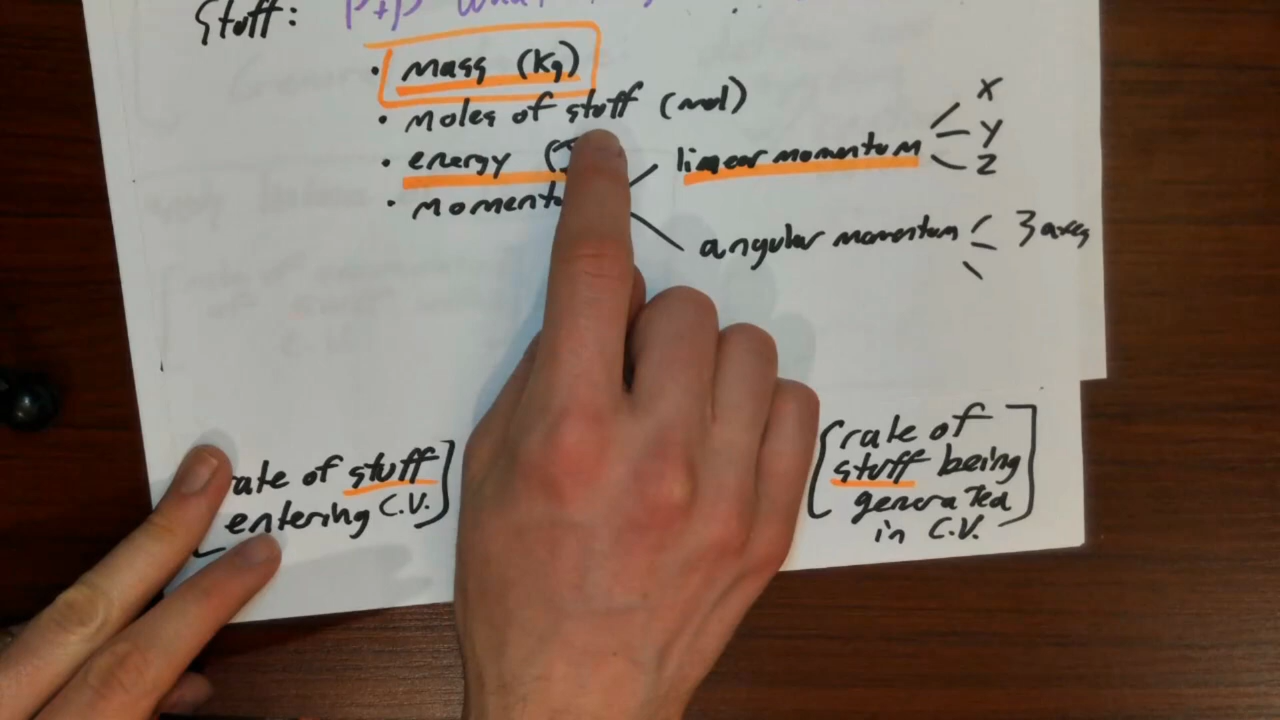 Stuff:
• mass (kg)
• moles of stuff (mol)
• energy (J
• moment
linear momentum
x
y
z
angular momentum
3 axes
rate of stuff entering C.V.
[rate of
stuff being
generated
in C.V.]